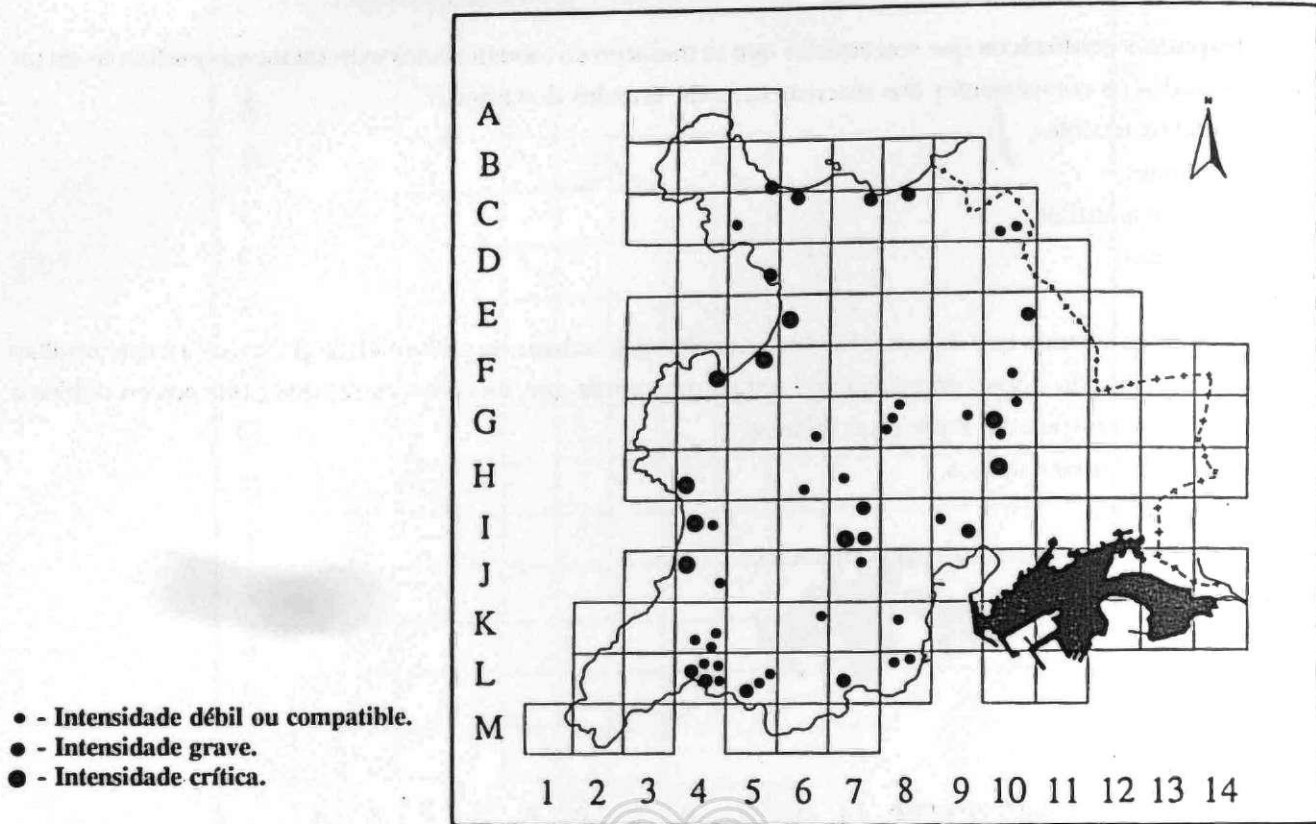 N
A
B
C
D
E
F
G
H
I
J
K
L
M
1 2 3 4 5 6 7 8 9 10 11 12 13 14
• - Intensidade débil ou compatible.
● - Intensidade grave.
● - Intensidade crítica.